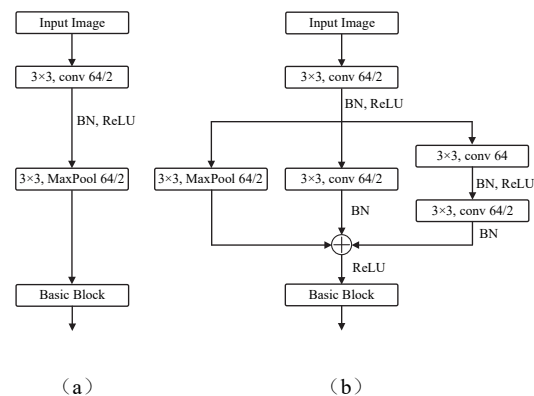 Input Image
3×3, conv 64/2
BN, ReLU
3×3, MaxPool 64/2
Basic Block
(a)
Input Image
3×3, conv 64/2
BN, ReLU
3×3, MaxPool 64/2
3×3, conv 64/2
BN
3×3, conv 64
BN, ReLU
3×3, conv 64/2
BN
ReLU
Basic Block
(b)